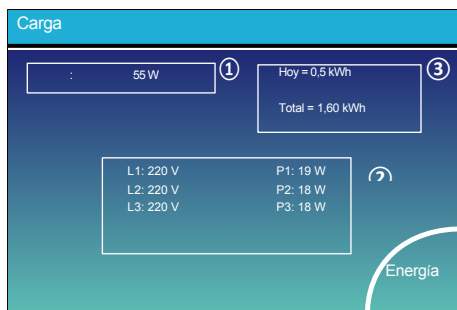 Carga
: 55 W ①
Hoy = 0,5 kWh ③
Total = 1,60 kWh
L1: 220 V P1: 19 W ②
L2: 220 V P2: 18 W
L3: 220 V P3: 18 W
Energía